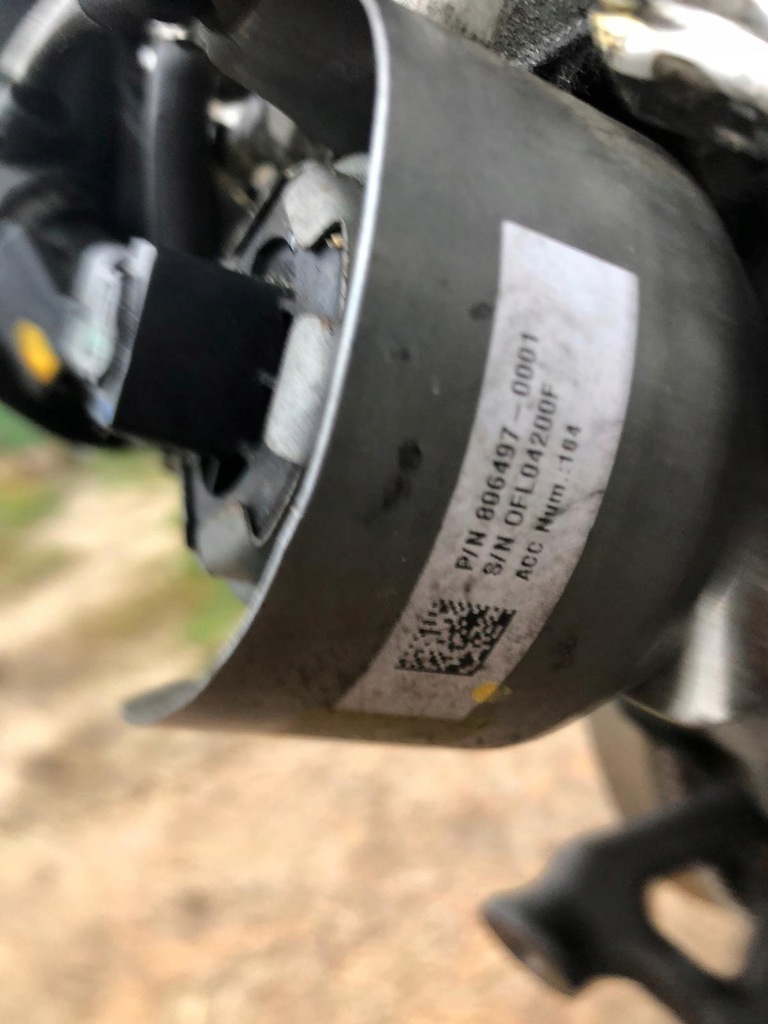 P/N 806497-0001
S/N 0FL04200F
ACC Num.:164